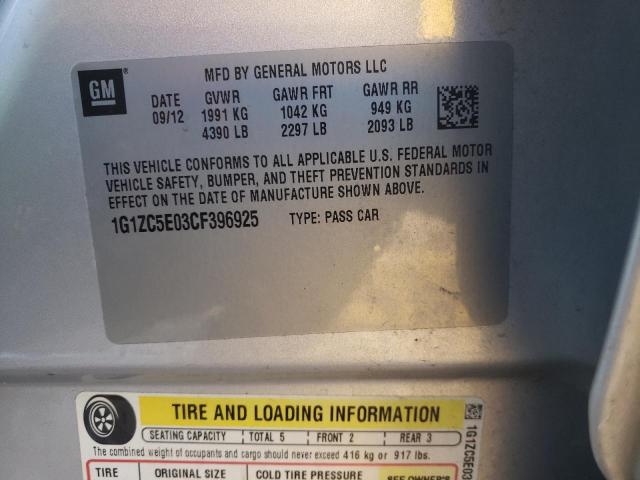 GM
MFD BY GENERAL MOTORS LLC
DATE GVWR GAWR FRT GAWR RR
09/12 1991 KG 1042 KG 949 KG
4390 LB 2297 LB 2093 LB
THIS VEHICLE CONFORMS TO ALL APPLICABLE U.S. FEDERAL MOTOR
VEHICLE SAFETY, BUMPER, AND THEFT PREVENTION STANDARDS IN
EFFECT ON THE DATE OF MANUFACTURE SHOWN ABOVE.
1G1ZC5E03CF396925 TYPE: PASS CAR
TIRE AND LOADING INFORMATION
SEATING CAPACITY TOTAL 5 FRONT 2 REAR 3
The combined weight of occupants and cargo should never exceed 416 kg or 917 lbs.
TIRE ORIGINAL SIZE COLD TIRE PRESSURE SEE OWNER'S
1G1ZC5E03